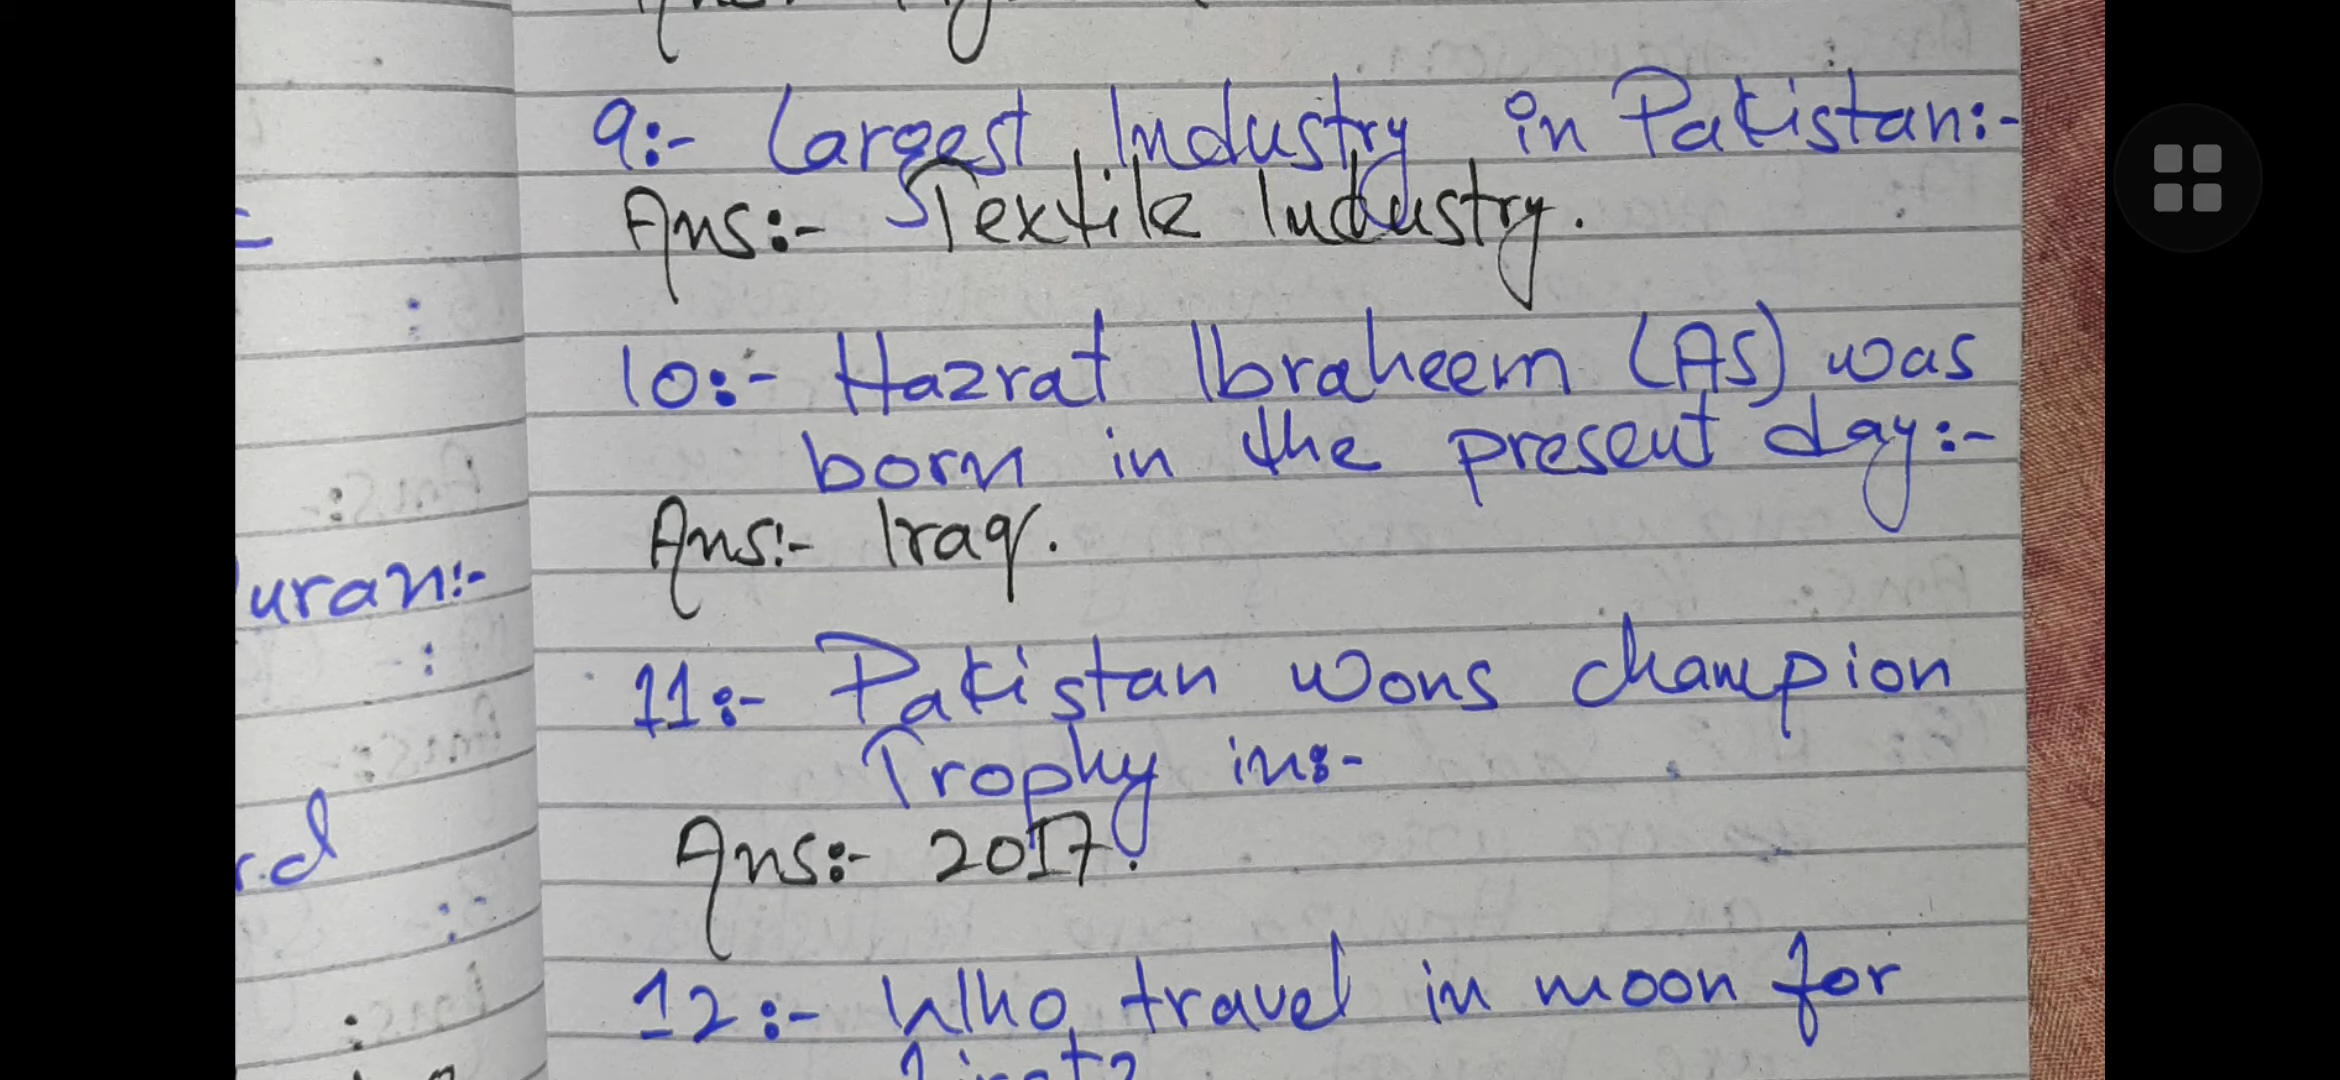 uran:-
r.d
9:- Largest Industry in Pakistan:-
Ans:- Textile Industry.
10:- Hazrat Ibraheem (AS) was
born in the present day:-
Ans:- Iraq.
11:- Pakistan wons champion
Trophy in:-
Ans:- 2017.
12:- Who travel in moon for
first?